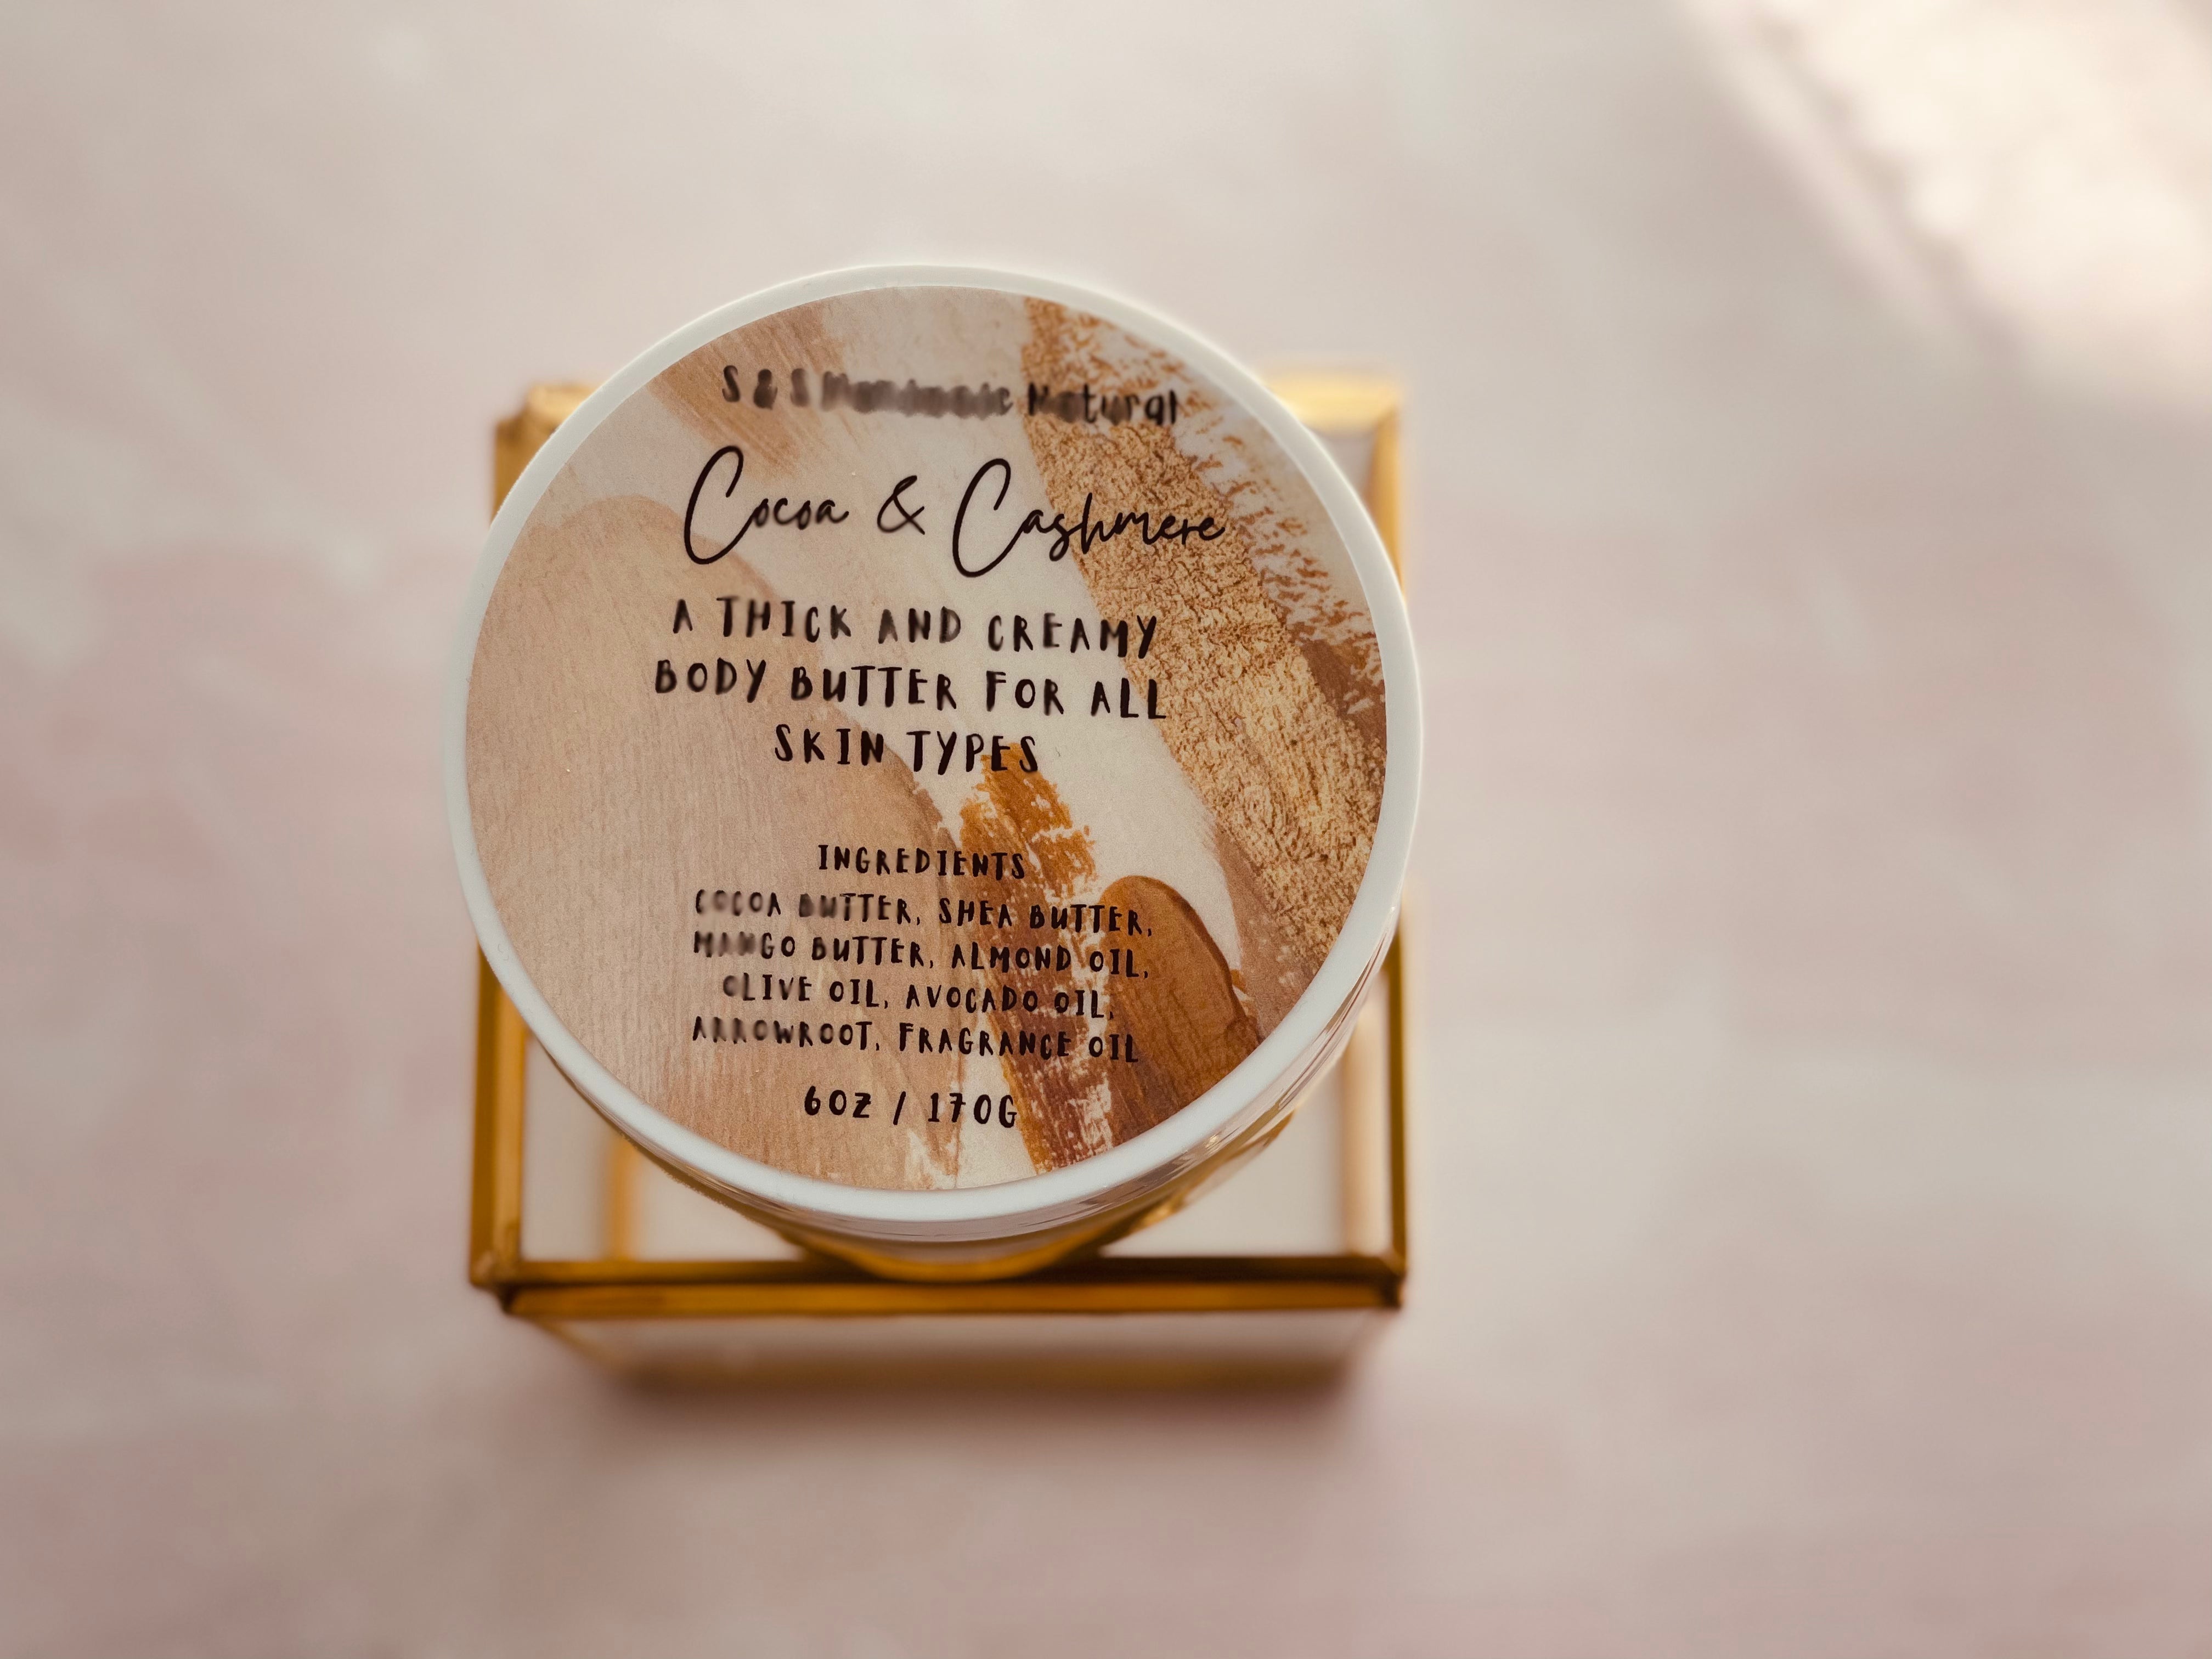 S & S Handmade Natural
Cocoa & Cashmere
A THICK AND CREAMY
BODY BUTTER FOR ALL
SKIN TYPES
INGREDIENTS
COCOA BUTTER, SHEA BUTTER,
MANGO BUTTER, ALMOND OIL,
OLIVE OIL, AVOCADO OIL,
ARROWROOT, FRAGRANCE OIL
6OZ / 170G